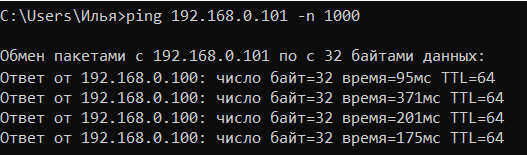 C:\Users\Илья>ping 192.168.0.101 -n 1000
Обмен пакетами с 192.168.0.101 по с 32 байтами данных:
Ответ от 192.168.0.100: число байт=32 время=95мс TTL=64
Ответ от 192.168.0.100: число байт=32 время=371мс TTL=64
Ответ от 192.168.0.100: число байт=32 время=201мс TTL=64
Ответ от 192.168.0.100: число байт=32 время=175мс TTL=64